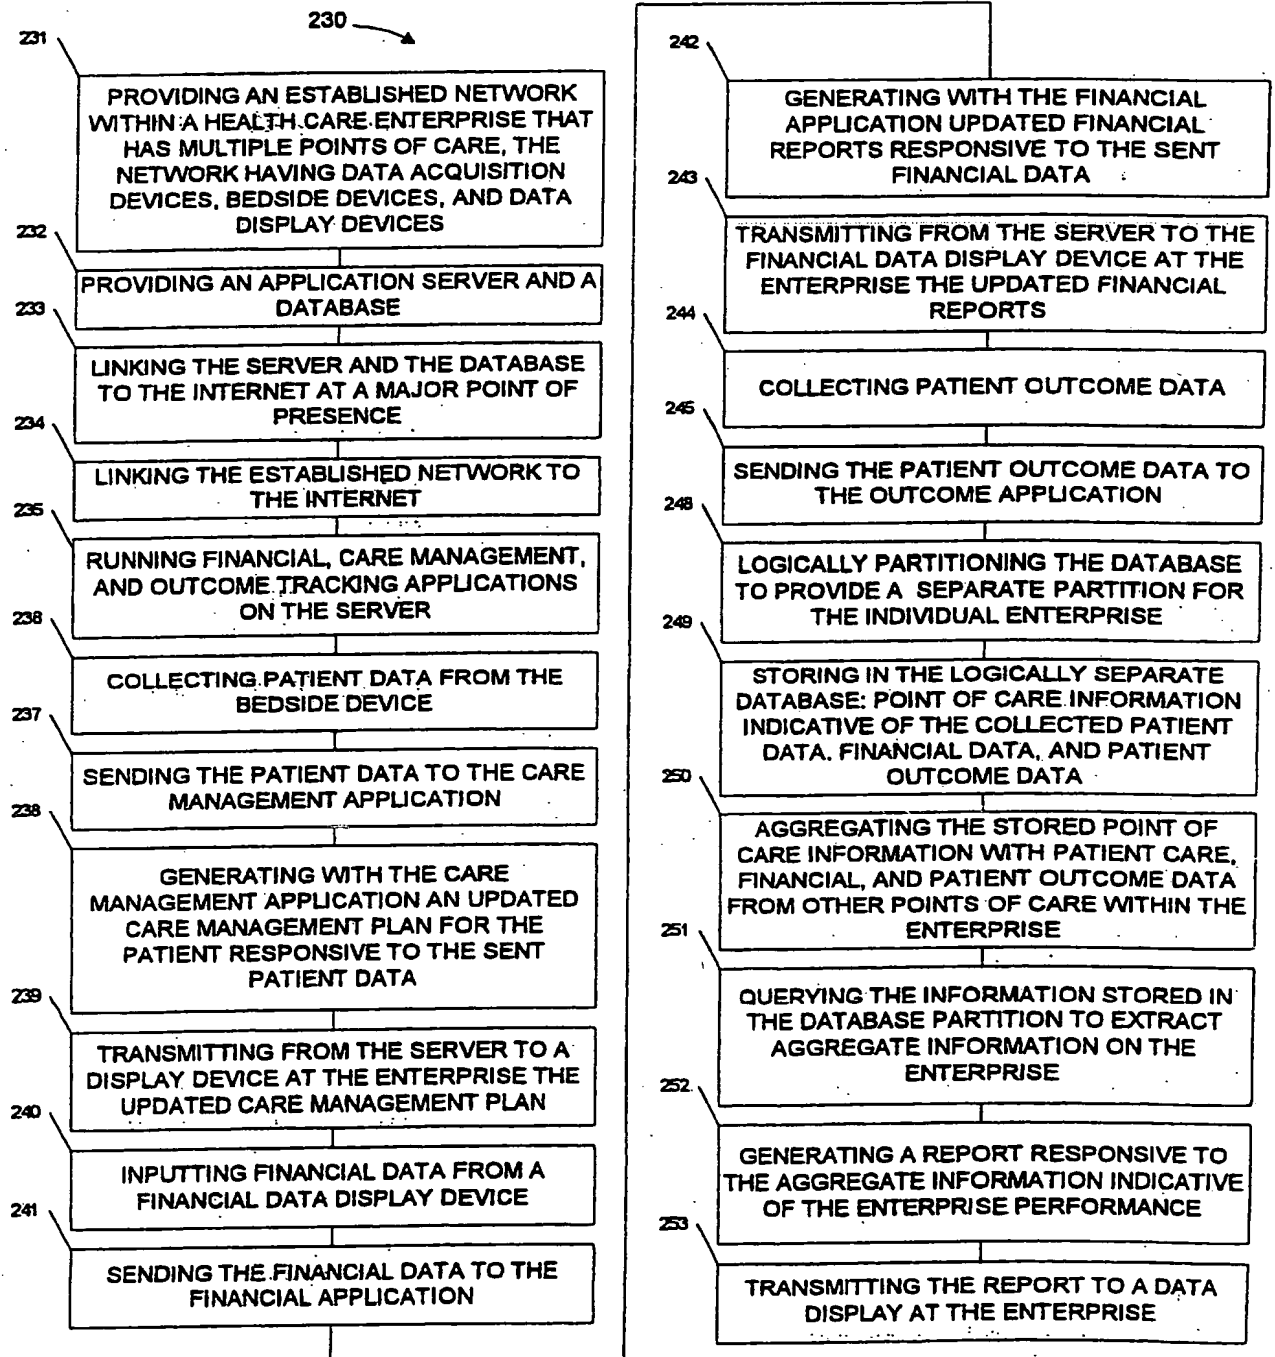 230
231
PROVIDING AN ESTABLISHED NETWORK
WITHIN A HEALTH CARE ENTERPRISE THAT
HAS MULTIPLE POINTS OF CARE, THE
NETWORK HAVING DATA ACQUISITION
DEVICES, BEDSIDE DEVICES, AND DATA
DISPLAY DEVICES
232
PROVIDING AN APPLICATION SERVER AND A
DATABASE
233
LINKING THE SERVER AND THE DATABASE
TO THE INTERNET AT A MAJOR POINT OF
PRESENCE
234
LINKING THE ESTABLISHED NETWORK TO
THE INTERNET
235
RUNNING FINANCIAL, CARE MANAGEMENT,
AND OUTCOME TRACKING APPLICATIONS
ON THE SERVER
238
COLLECTING PATIENT DATA FROM THE
BEDSIDE DEVICE
237
SENDING THE PATIENT DATA TO THE CARE
MANAGEMENT APPLICATION
238
GENERATING WITH THE CARE
MANAGEMENT APPLICATION AN UPDATED
CARE MANAGEMENT PLAN FOR THE
PATIENT RESPONSIVE TO THE SENT
PATIENT DATA
239
TRANSMITTING FROM THE SERVER TO A
DISPLAY DEVICE AT THE ENTERPRISE THE
UPDATED CARE MANAGEMENT PLAN
240
INPUTTING FINANCIAL DATA FROM A
FINANCIAL DATA DISPLAY DEVICE
241
SENDING THE FINANCIAL DATA TO THE
FINANCIAL APPLICATION
242
GENERATING WITH THE FINANCIAL
APPLICATION UPDATED FINANCIAL
REPORTS RESPONSIVE TO THE SENT
FINANCIAL DATA
243
TRANSMITTING FROM THE SERVER TO THE
FINANCIAL DATA DISPLAY DEVICE AT THE
ENTERPRISE THE UPDATED FINANCIAL
REPORTS
244
COLLECTING PATIENT OUTCOME DATA
245
SENDING THE PATIENT OUTCOME DATA TO
THE OUTCOME APPLICATION
248
LOGICALLY PARTITIONING THE DATABASE
TO PROVIDE A SEPARATE PARTITION FOR
THE INDIVIDUAL ENTERPRISE
249
STORING IN THE LOGICALLY SEPARATE
DATABASE: POINT OF CARE INFORMATION
INDICATIVE OF THE COLLECTED PATIENT
DATA. FINANCIAL DATA, AND PATIENT
OUTCOME DATA
250
AGGREGATING THE STORED POINT OF
CARE INFORMATION WITH PATIENT CARE,
FINANCIAL, AND PATIENT OUTCOME DATA
FROM OTHER POINTS OF CARE WITHIN THE
ENTERPRISE
251
QUERYING THE INFORMATION STORED IN
THE DATABASE PARTITION TO EXTRACT
AGGREGATE INFORMATION ON THE
ENTERPRISE
252
GENERATING A REPORT RESPONSIVE TO
THE AGGREGATE INFORMATION INDICATIVE
OF THE ENTERPRISE PERFORMANCE
253
TRANSMITTING THE REPORT TO A DATA
DISPLAY AT THE ENTERPRISE